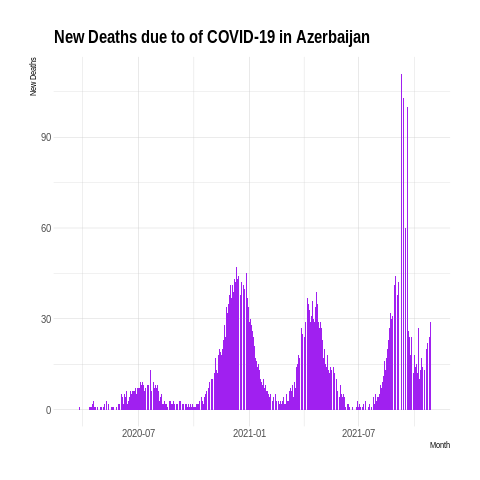 New Deaths due to of COVID-19 in Azerbaijan
New Deaths
90
60
30
0
2020-07 2021-01 2021-07
Month